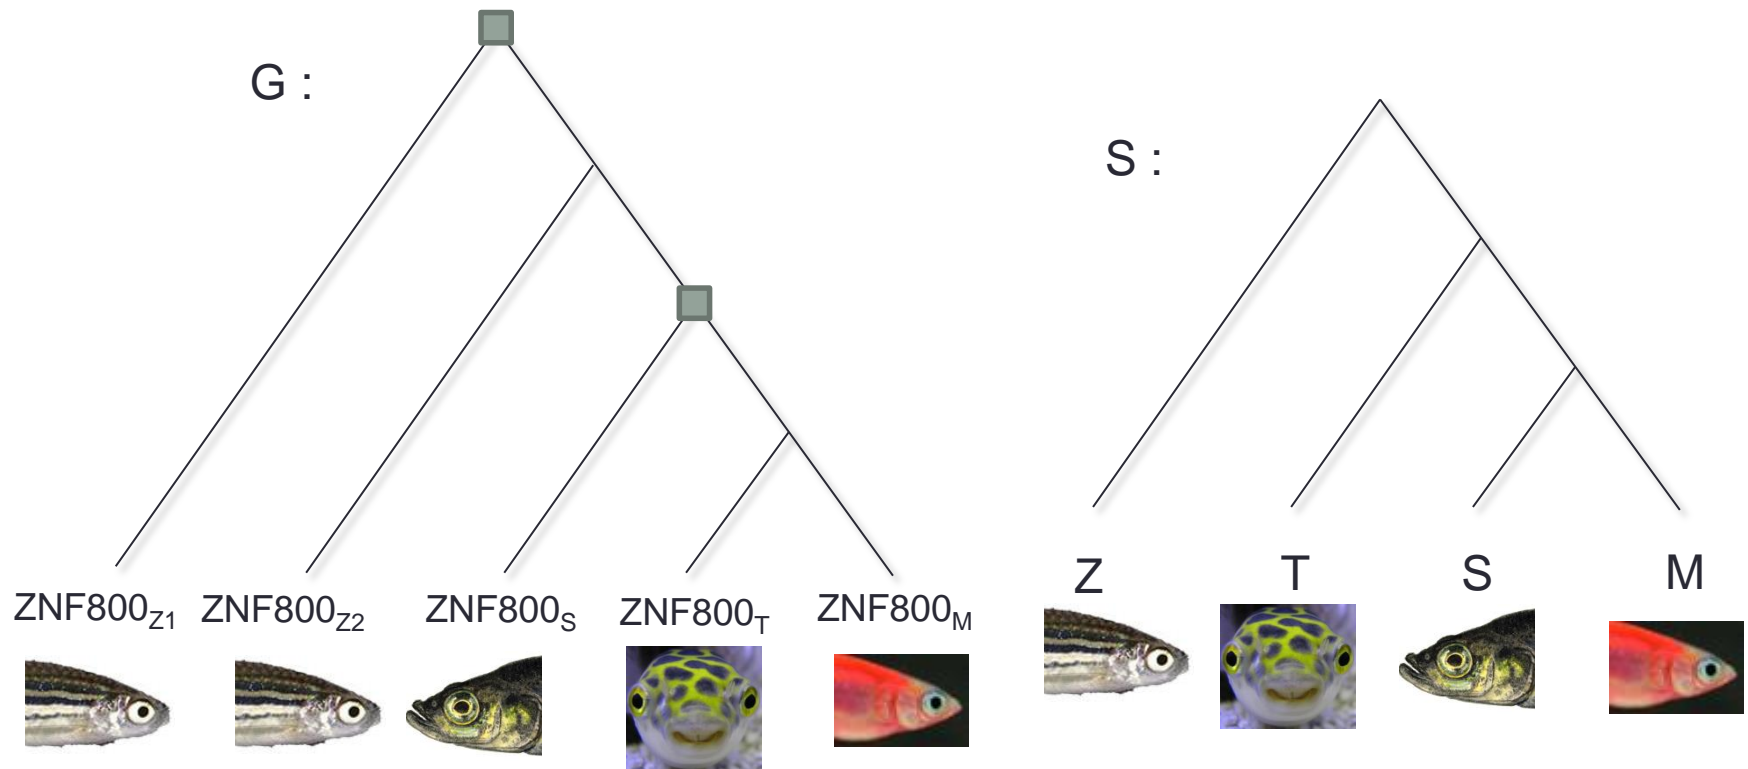 G :
S :
ZNF800Z1 ZNF800Z2 ZNF800S ZNF800T ZNF800M
Z T S M